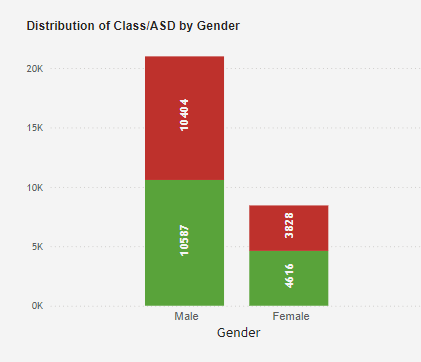 Distribution of Class/ASD by Gender
20K
15K
10K
5K
0K
10404
10587
3828
4616
Male
Female
Gender